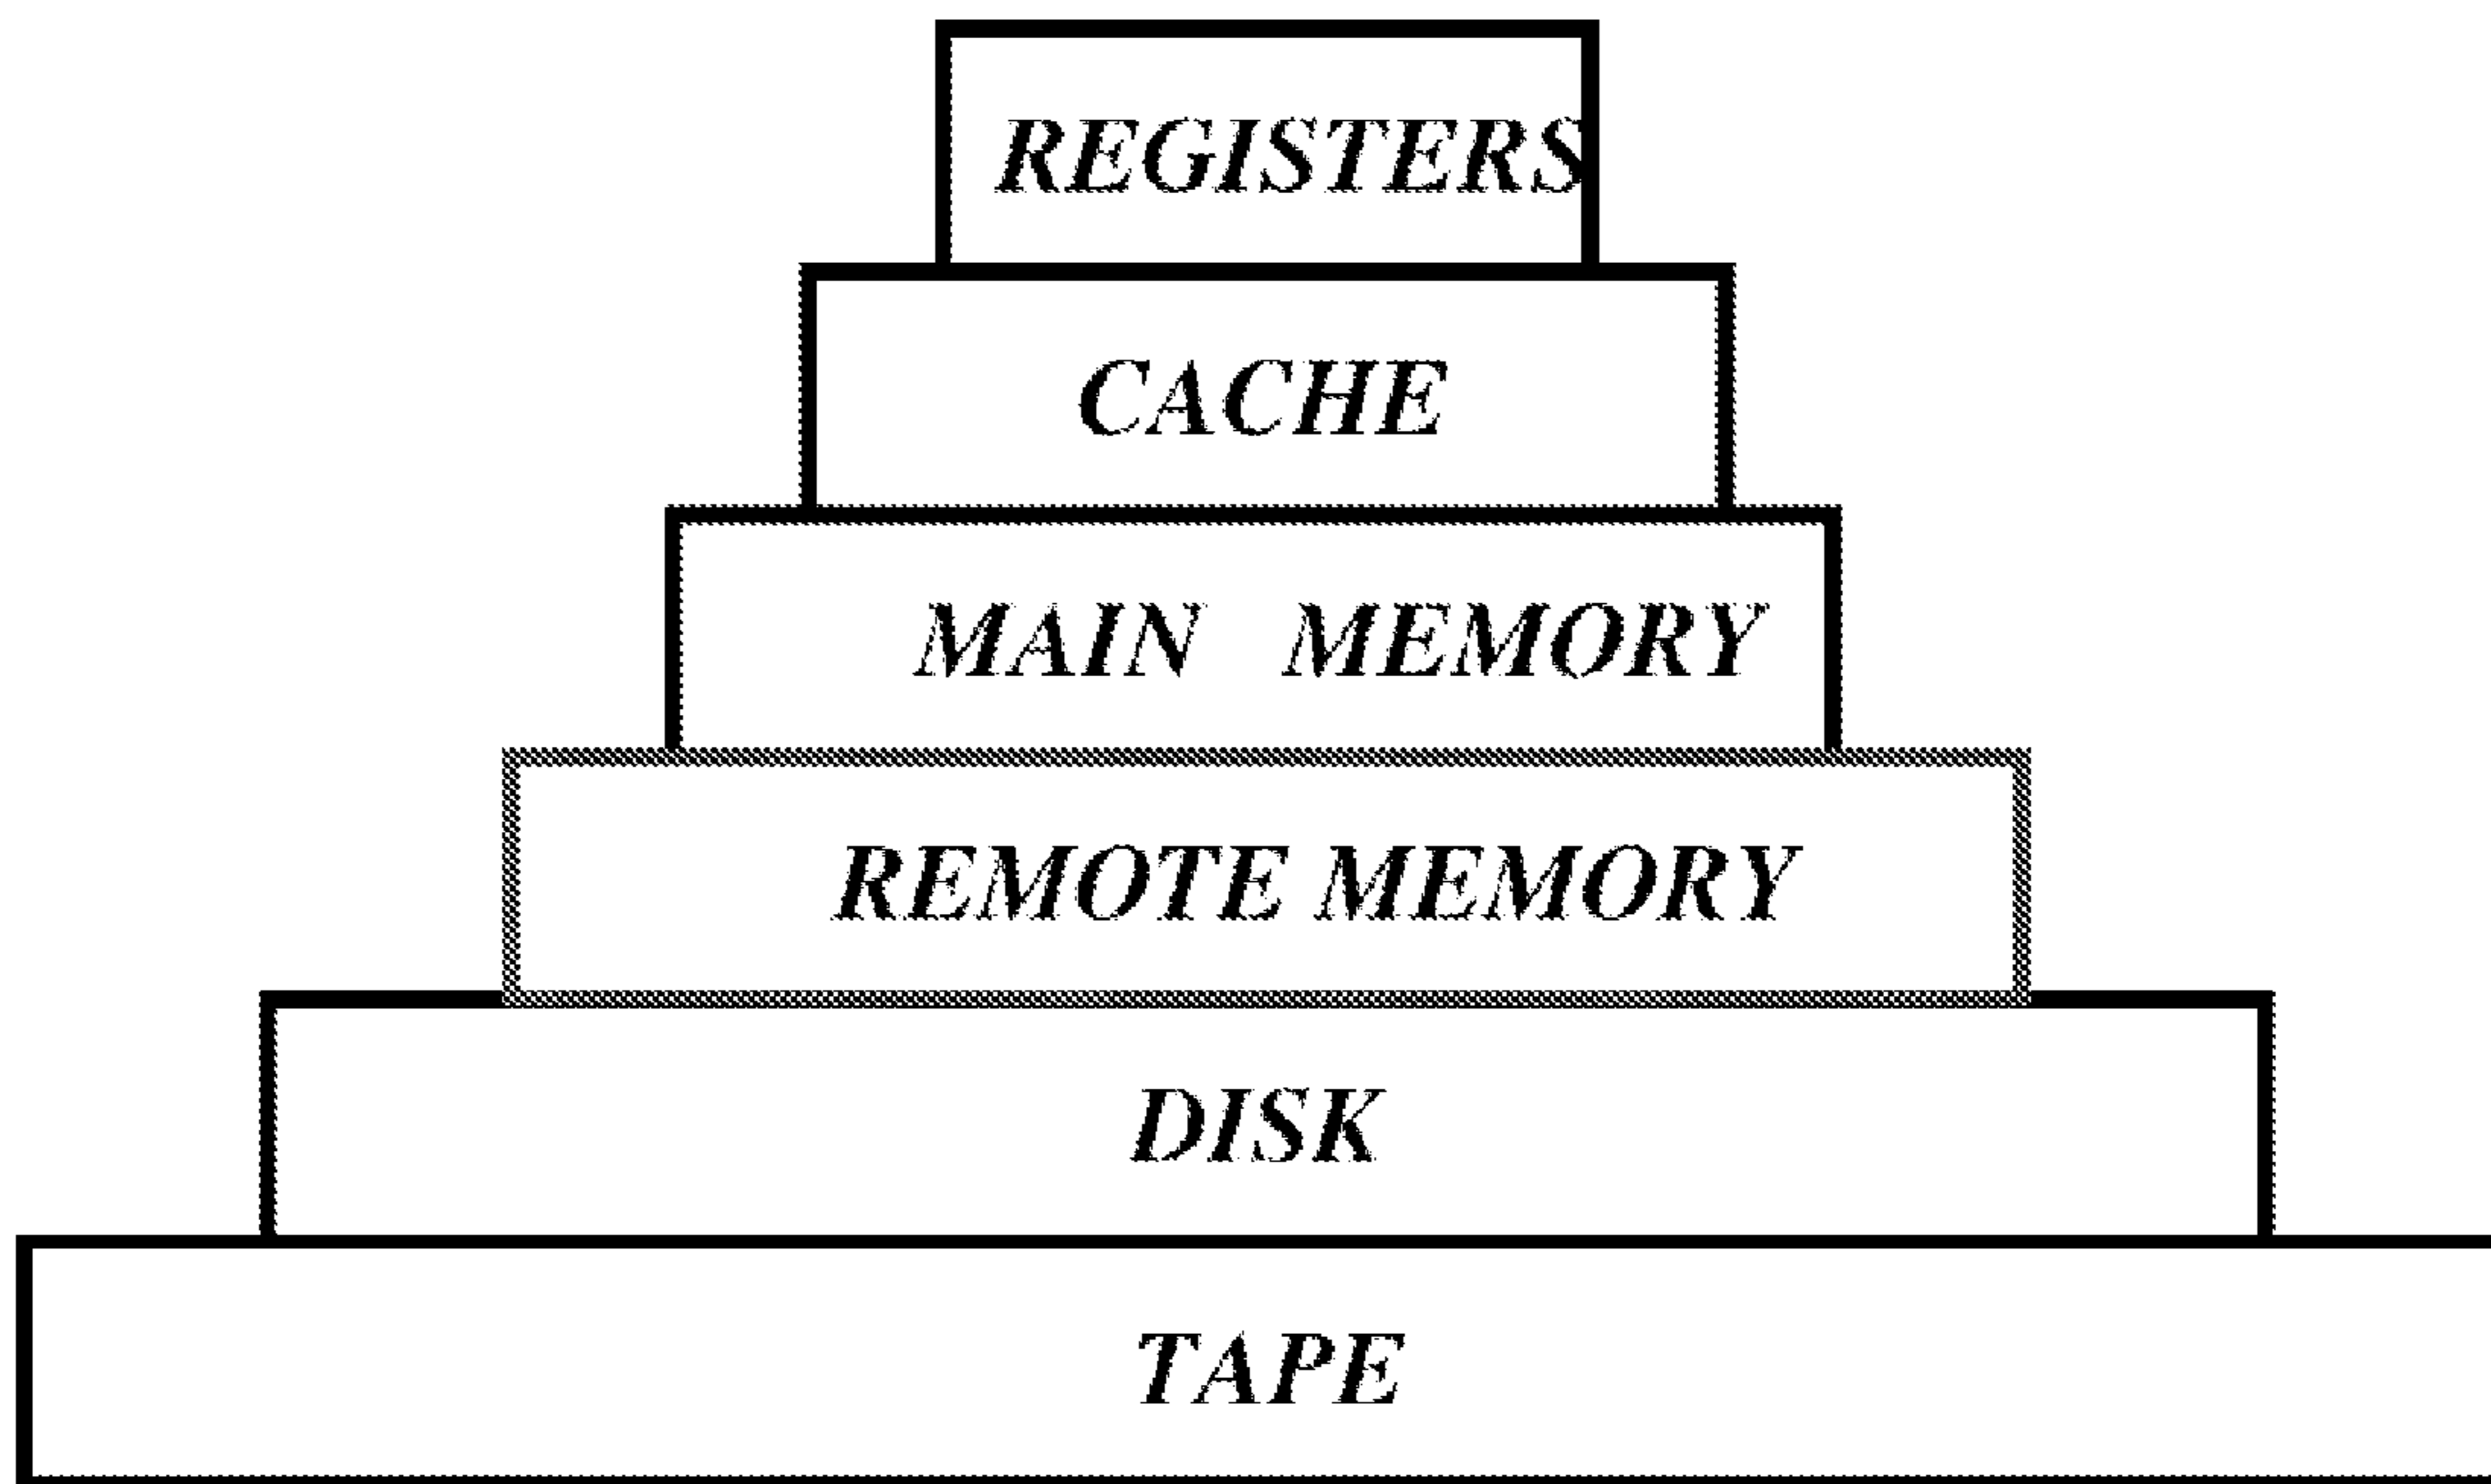 REGISTERS
CACHE
MAIN MEMORY
REMOTE MEMORY
DISK
TAPE